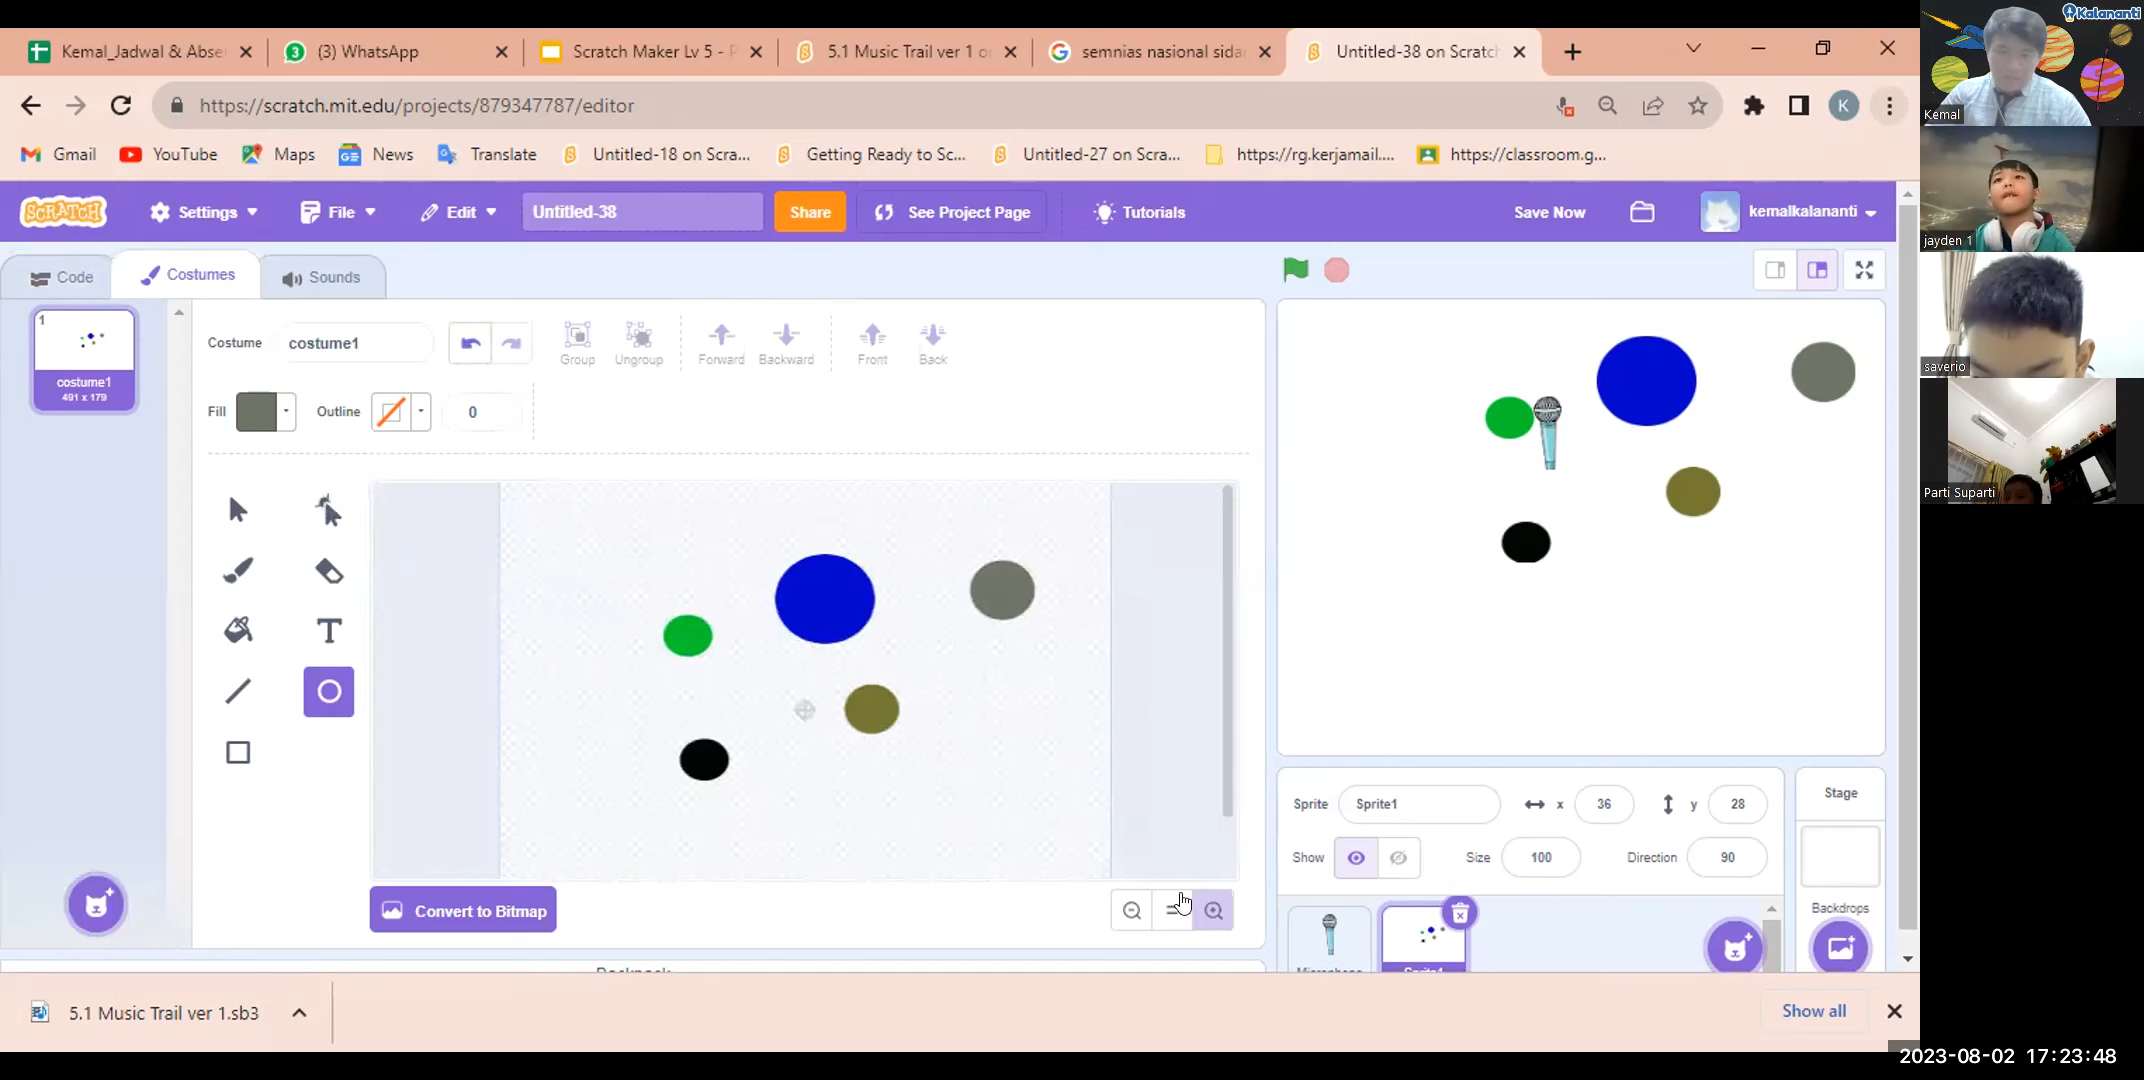 Kemal_Jadwal & Abse
(3) WhatsApp
Scratch Maker Lv 5 -
5.1 Music Trail ver 1 o
semnias nasional sida
Untitled-38 on Scratch
https://scratch.mit.edu/projects/879347787/editor
K
Gmail
YouTube
Maps
News
Translate
Untitled-18 on Scra...
Getting Ready to Sc...
Untitled-27 on Scra...
https://rg.kerjamail....
https://classroom.g...
SCRATCH
Settings
File
Edit
Untitled-38
Share
See Project Page
Tutorials
Save Now
kemalkalananti
Code
Costumes
Sounds
1
costume1
491 x 179
Costume
costume1
Group
Ungroup
Forward
Backward
Front
Back
Fill
Outline
0
Convert to Bitmap
Sprite
Sprite1
x
36
y
28
Show
Size
100
Direction
90
Stage
Backdrops
Microphone
Sprite1
Backpack
5.1 Music Trail ver 1.sb3
Show all
Kalananti
Kemal
jayden 1
saverio
Parti Suparti
2023-08-02 17:23:48